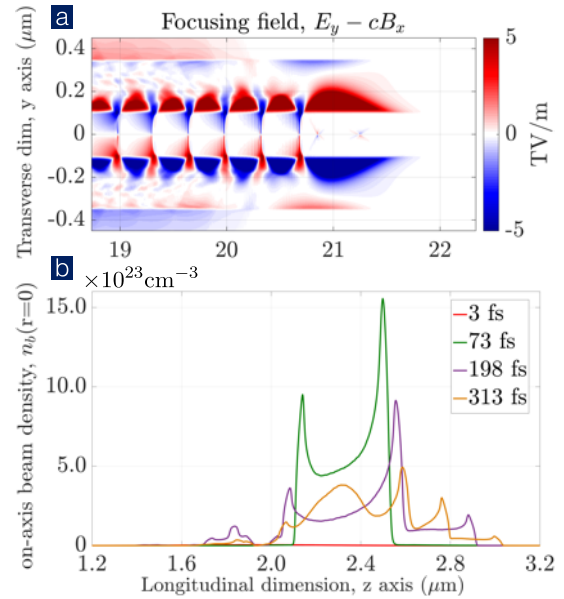 a
Focusing field, E_y − cB_x
Transverse dim, y axis (μm)
0.4
0.2
0
-0.2
-0.4
19
20
21
22
5
0
-5
TV/m
b
×10^23 cm^−3
on-axis beam density, n_b(r=0)
15.0
10.0
5.0
0
3 fs
73 fs
198 fs
313 fs
1.2
1.6
2.0
2.4
2.8
3.2
Longitudinal dimension, z axis (μm)